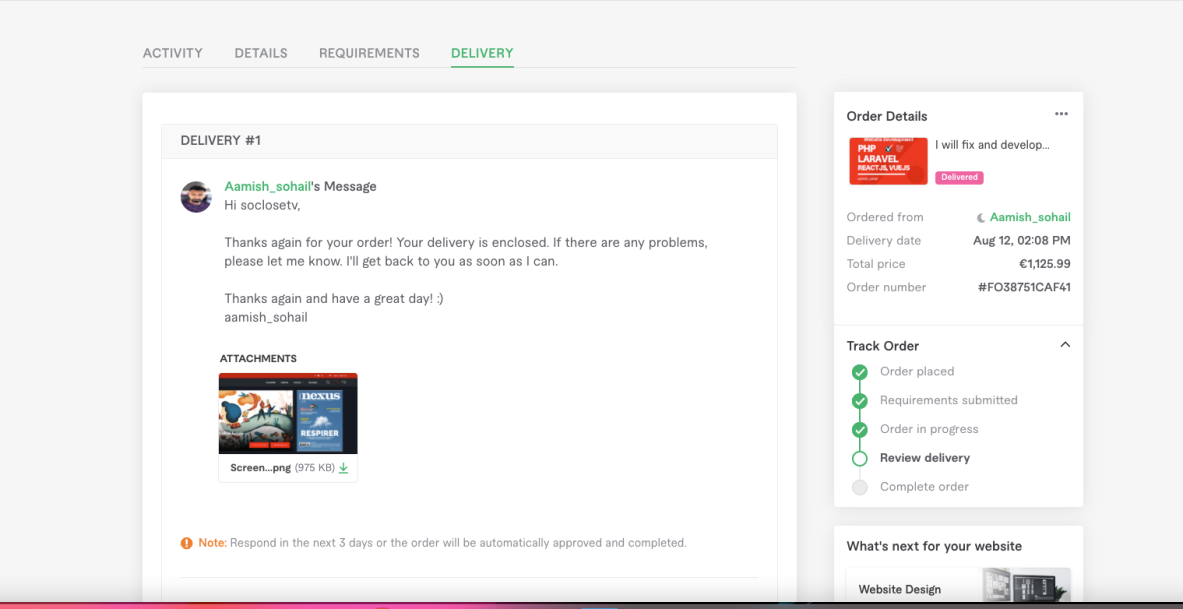 ACTIVITY
DETAILS
REQUIREMENTS
DELIVERY
DELIVERY #1
Aamish_sohail's Message
Hi soclosetv,
Thanks again for your order! Your delivery is enclosed. If there are any problems,
please let me know. I'll get back to you as soon as I can.
Thanks again and have a great day! :)
aamish_sohail
ATTACHMENTS
nexus
RESPIRER
Screen...png (975 KB)
Note: Respond in the next 3 days or the order will be automatically approved and completed.
Order Details
Website Development
PHP
LARAVEL
REACTJS, VUEJS
I will fix and develop...
Delivered
Ordered from Aamish_sohail
Delivery date Aug 12, 02:08 PM
Total price €1,125.99
Order number #FO38751CAF41
Track Order
Order placed
Requirements submitted
Order in progress
Review delivery
Complete order
What's next for your website
Website Design